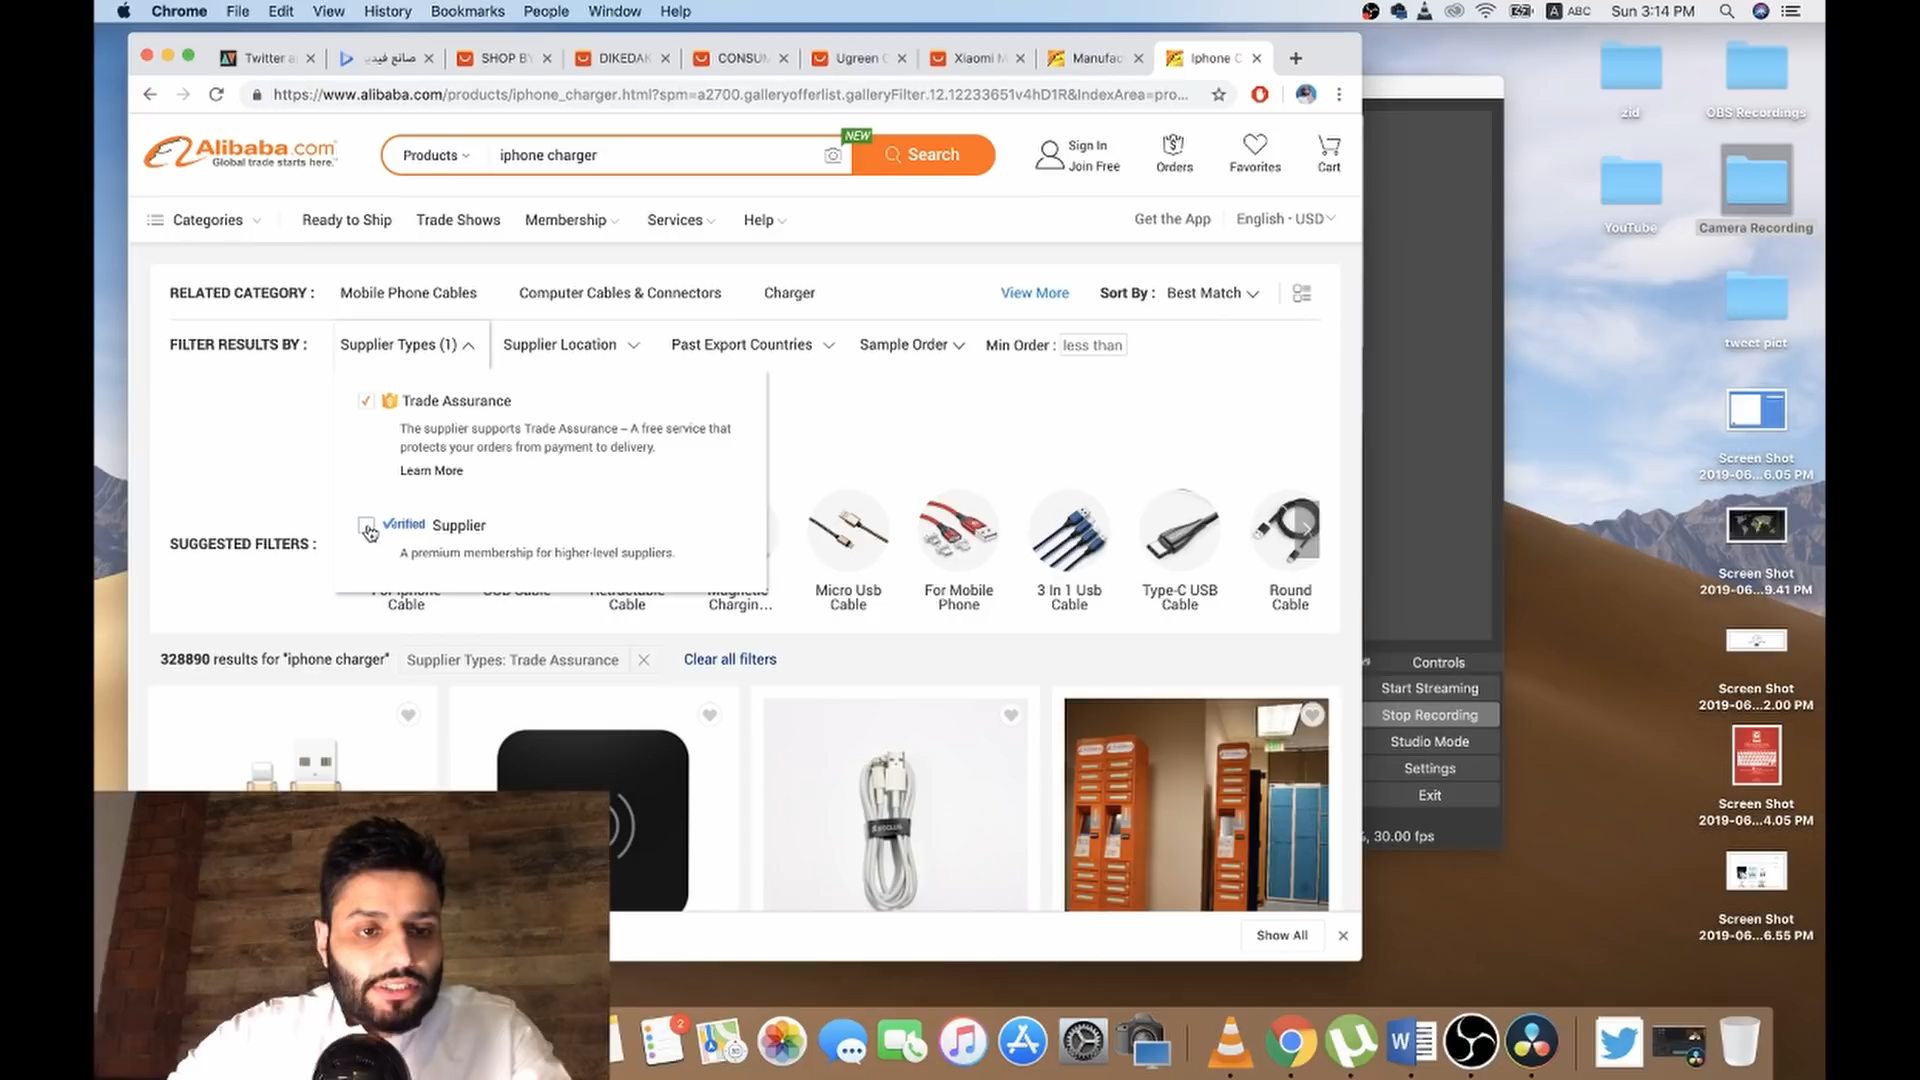 Chrome File Edit View History Bookmarks People Window Help
ABC Sun 3:14 PM
Twitter a
صانع فيدي
SHOP BY
DIKEDAK
CONSUM
Ugreen
Xiaomi M
Manufac
Iphone C
https://www.alibaba.com/products/iphone_charger.html?spm=a2700.galleryofferlist.galleryFilter.12.12233651v4hD1R&IndexArea=pro...
Alibaba.com
Global trade starts here.
Products
iphone charger
NEW
Search
Sign In
Join Free
Orders
Favorites
Cart
Categories
Ready to Ship
Trade Shows
Membership
Services
Help
Get the App
English - USD
RELATED CATEGORY :
Mobile Phone Cables
Computer Cables & Connectors
Charger
View More
Sort By : Best Match
FILTER RESULTS BY :
Supplier Types (1)
Supplier Location
Past Export Countries
Sample Order
Min Order : less than
Trade Assurance
The supplier supports Trade Assurance – A free service that
protects your orders from payment to delivery.
Learn More
Verified Supplier
A premium membership for higher-level suppliers.
SUGGESTED FILTERS :
Cable
Cable
Chargin...
Micro Usb
Cable
For Mobile
Phone
3 In 1 Usb
Cable
Type-C USB
Cable
Round
Cable
328890 results for "iphone charger"
Supplier Types: Trade Assurance
Clear all filters
Show All
Controls
Start Streaming
Stop Recording
Studio Mode
Settings
Exit
30.00 fps
zid
OBS Recordings
YouTube
Camera Recording
tweet pict
Screen Shot
2019-06...6.05 PM
Screen Shot
2019-06...9.41 PM
Screen Shot
2019-06...2.00 PM
Screen Shot
2019-06...4.05 PM
Screen Shot
2019-06...6.55 PM
2